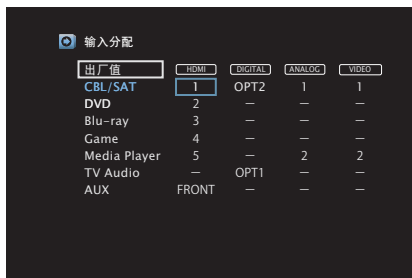 输入分配
出厂值 HDMI DIGITAL ANALOG VIDEO
CBL/SAT 1 OPT2 1 1
DVD 2 — — —
Blu-ray 3 — — —
Game 4 — — —
Media Player 5 — 2 2
TV Audio — OPT1 — —
AUX FRONT — — —